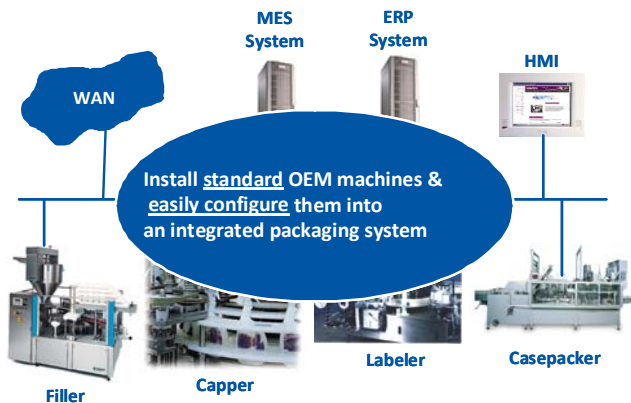 MES
System
ERP
System
HMI
WAN
Install standard OEM machines &
easily configure them into
an integrated packaging system
Filler
Capper
Labeler
Casepacker